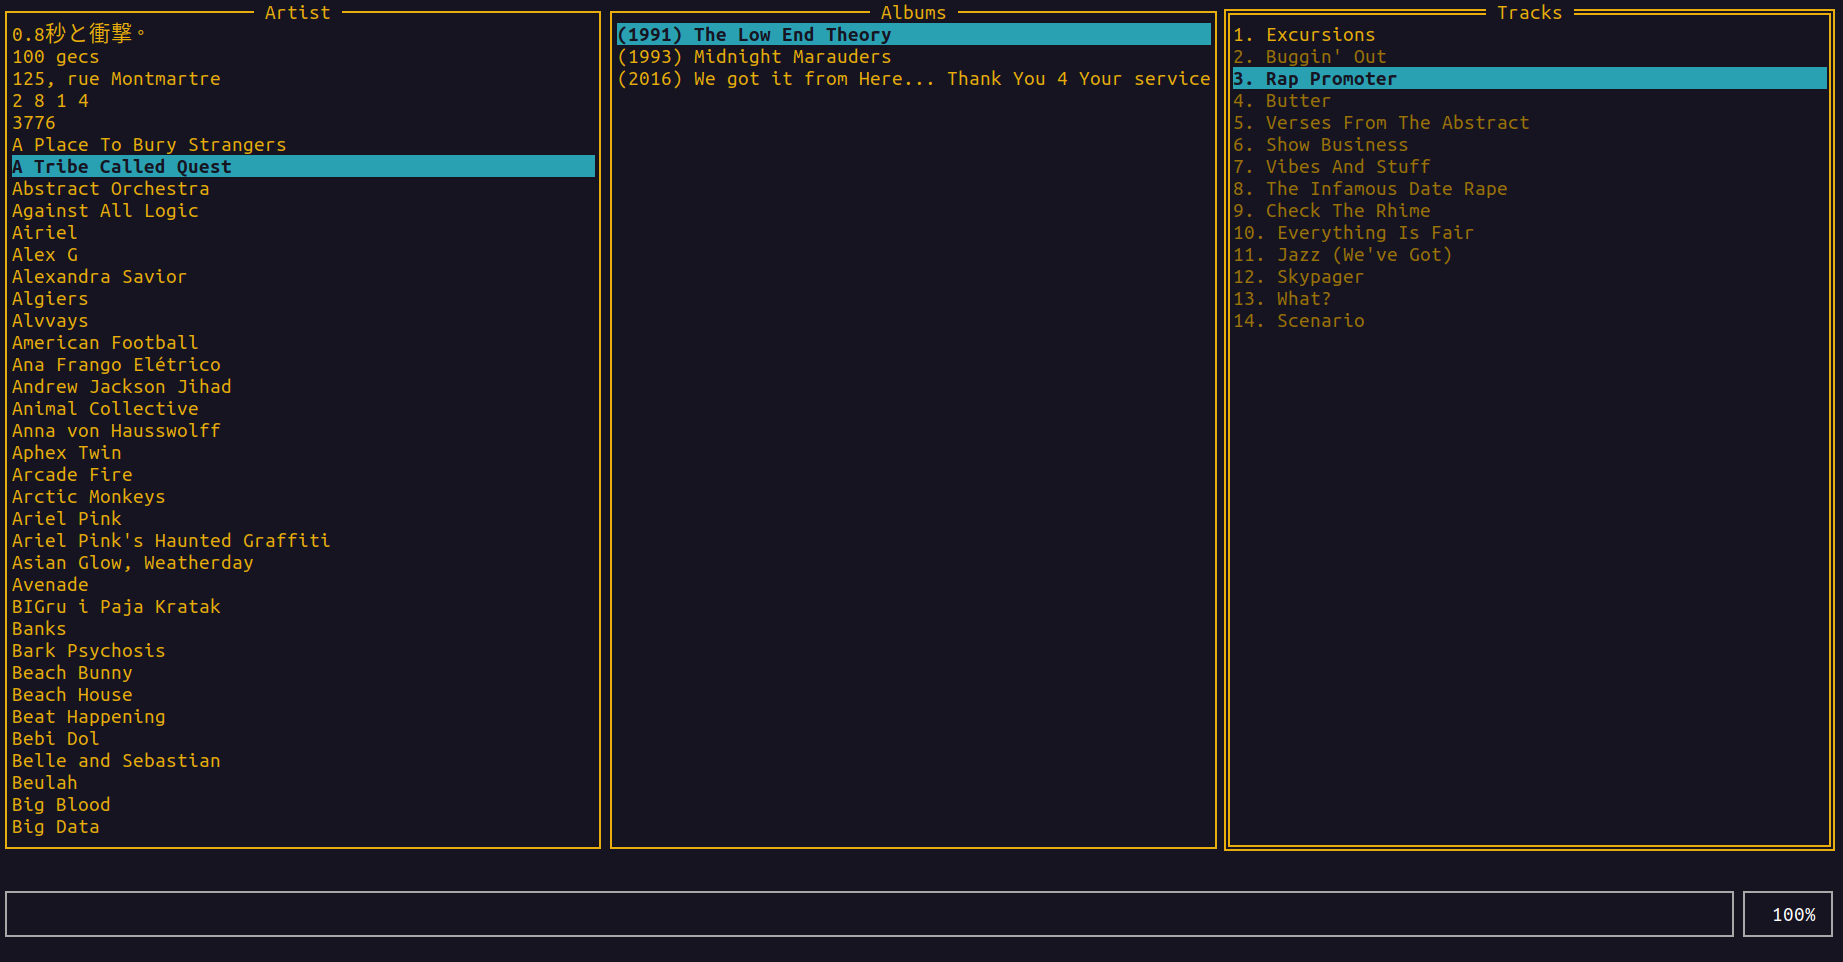 Artist
0.8秒と衝撃。
100 gecs
125, rue Montmartre
2 8 1 4
3776
A Place To Bury Strangers
A Tribe Called Quest
Abstract Orchestra
Against All Logic
Airiel
Alex G
Alexandra Savior
Algiers
Alvvays
American Football
Ana Frango Elétrico
Andrew Jackson Jihad
Animal Collective
Anna von Hausswolff
Aphex Twin
Arcade Fire
Arctic Monkeys
Ariel Pink
Ariel Pink's Haunted Graffiti
Asian Glow, Weatherday
Avenade
BIGru i Paja Kratak
Banks
Bark Psychosis
Beach Bunny
Beach House
Beat Happening
Bebi Dol
Belle and Sebastian
Beulah
Big Blood
Big Data
Albums
(1991) The Low End Theory
(1993) Midnight Marauders
(2016) We got it from Here... Thank You 4 Your service
Tracks
1. Excursions
2. Buggin' Out
3. Rap Promoter
4. Butter
5. Verses From The Abstract
6. Show Business
7. Vibes And Stuff
8. The Infamous Date Rape
9. Check The Rhime
10. Everything Is Fair
11. Jazz (We've Got)
12. Skypager
13. What?
14. Scenario
100%